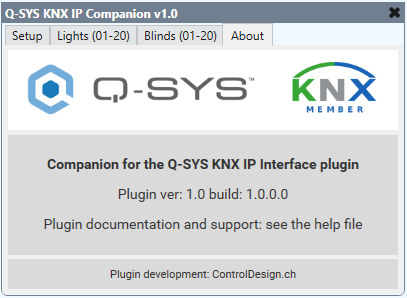 Q-SYS KNX IP Companion v1.0
Setup Lights (01-20) Blinds (01-20) About
Q-SYS™ KNX
MEMBER
Companion for the Q-SYS KNX IP Interface plugin
Plugin ver: 1.0 build: 1.0.0.0
Plugin documentation and support: see the help file
Plugin development: ControlDesign.ch